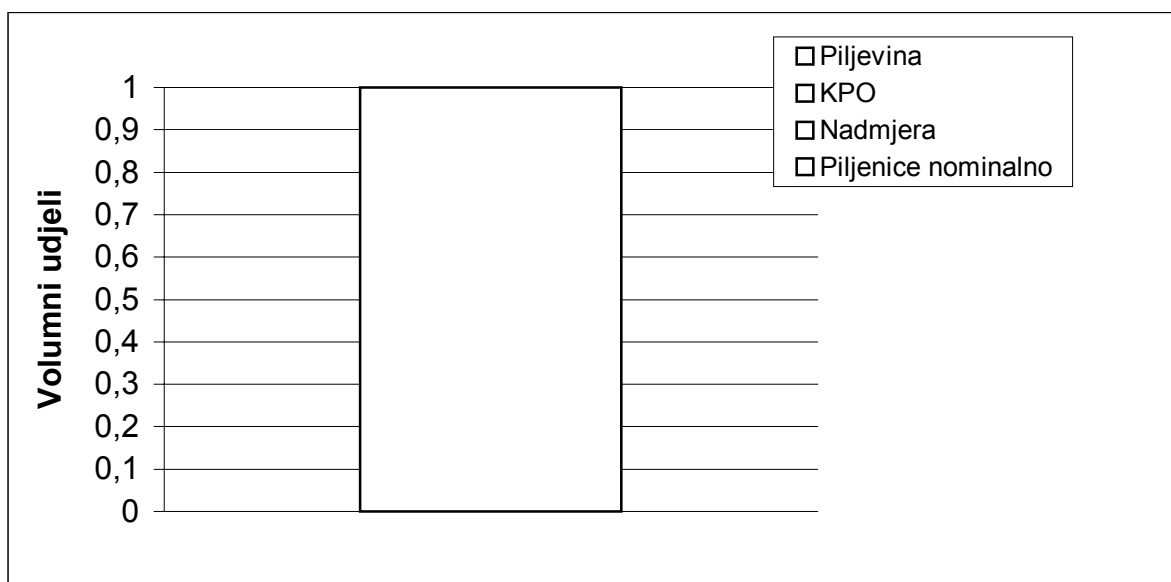 Piljevina
KPO
Nadmjera
Piljenice nominalno
Volumni udjeli
1
0,9
0,8
0,7
0,6
0,5
0,4
0,3
0,2
0,1
0